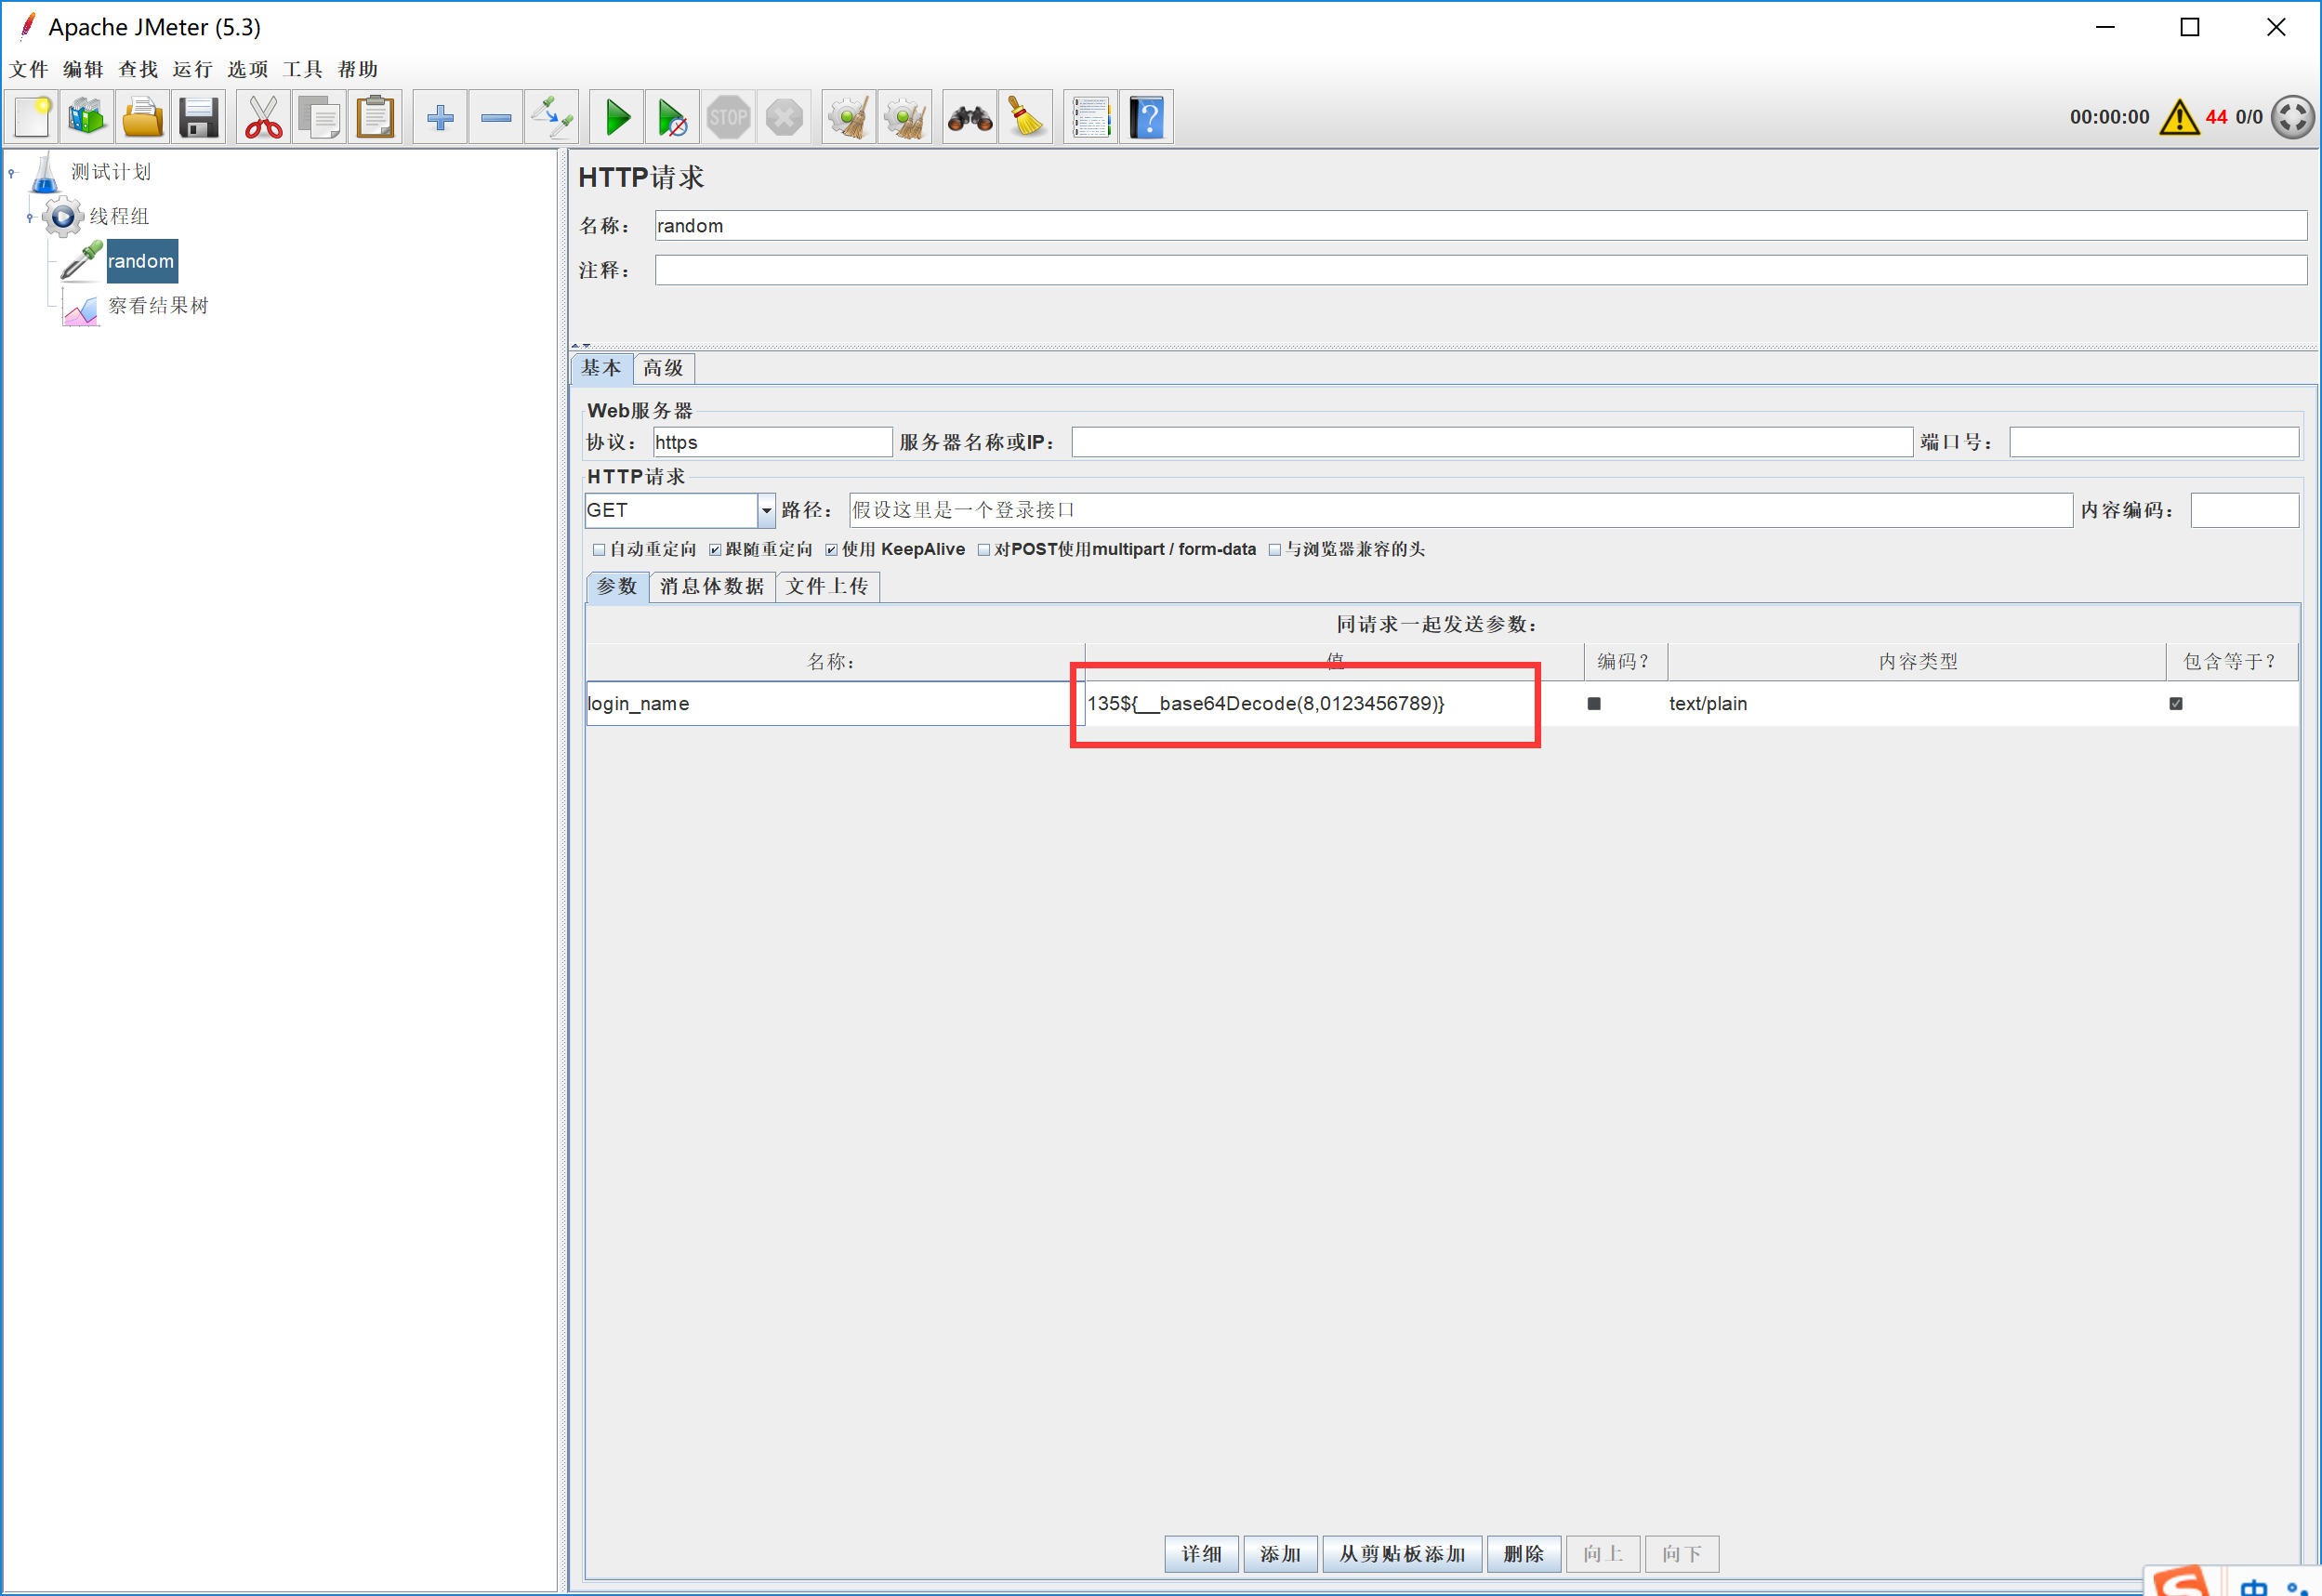 Apache JMeter (5.3)
文件 编辑 查找 运行 选项 工具 帮助
STOP
00:00:00 44 0/0
测试计划
线程组
random
察看结果树
HTTP请求
名称： random
注释：
基本 高级
Web服务器
协议： https 服务器名称或IP： 端口号：
HTTP请求
GET 路径： 假设这里是一个登录接口 内容编码：
自动重定向 跟随重定向 使用 KeepAlive 对POST使用multipart / form-data 与浏览器兼容的头
参数 消息体数据 文件上传
同请求一起发送参数：
名称： 值 编码？ 内容类型 包含等于？
login_name 135${__base64Decode(8,0123456789)} text/plain
详细 添加 从剪贴板添加 删除 向上 向下
中